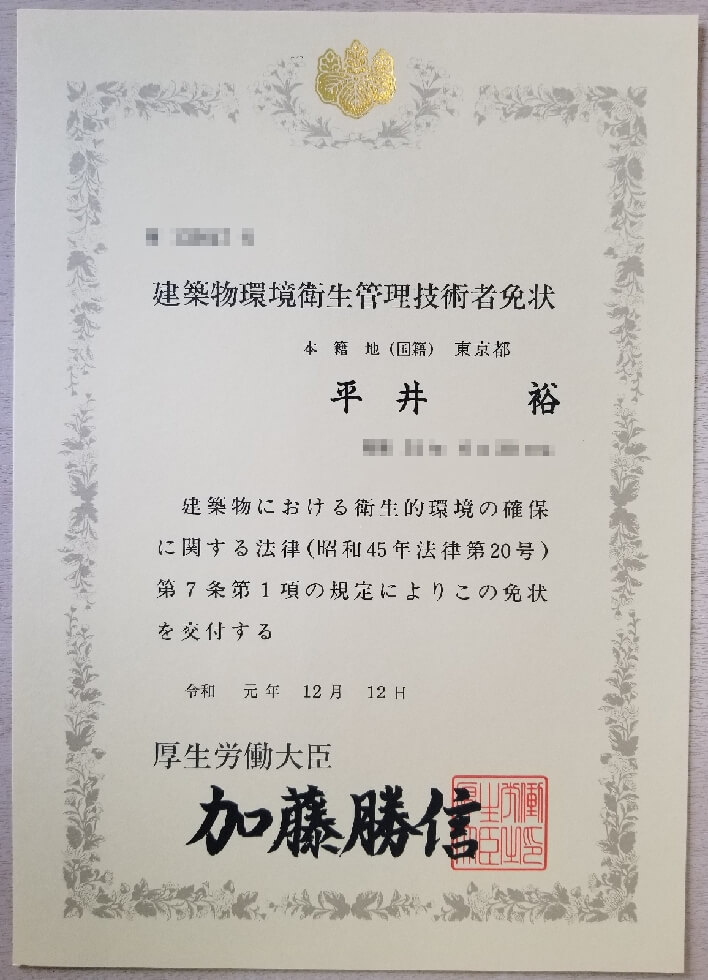 建築物環境衛生管理技術者免状
本籍地(国籍) 東京都
平井 裕
建築物における衛生的環境の確保
に関する法律(昭和45年法律第20号)
第7条第1項の規定によりこの免状
を交付する
令和 元年 12月 12日
厚生労働大臣
加藤勝信